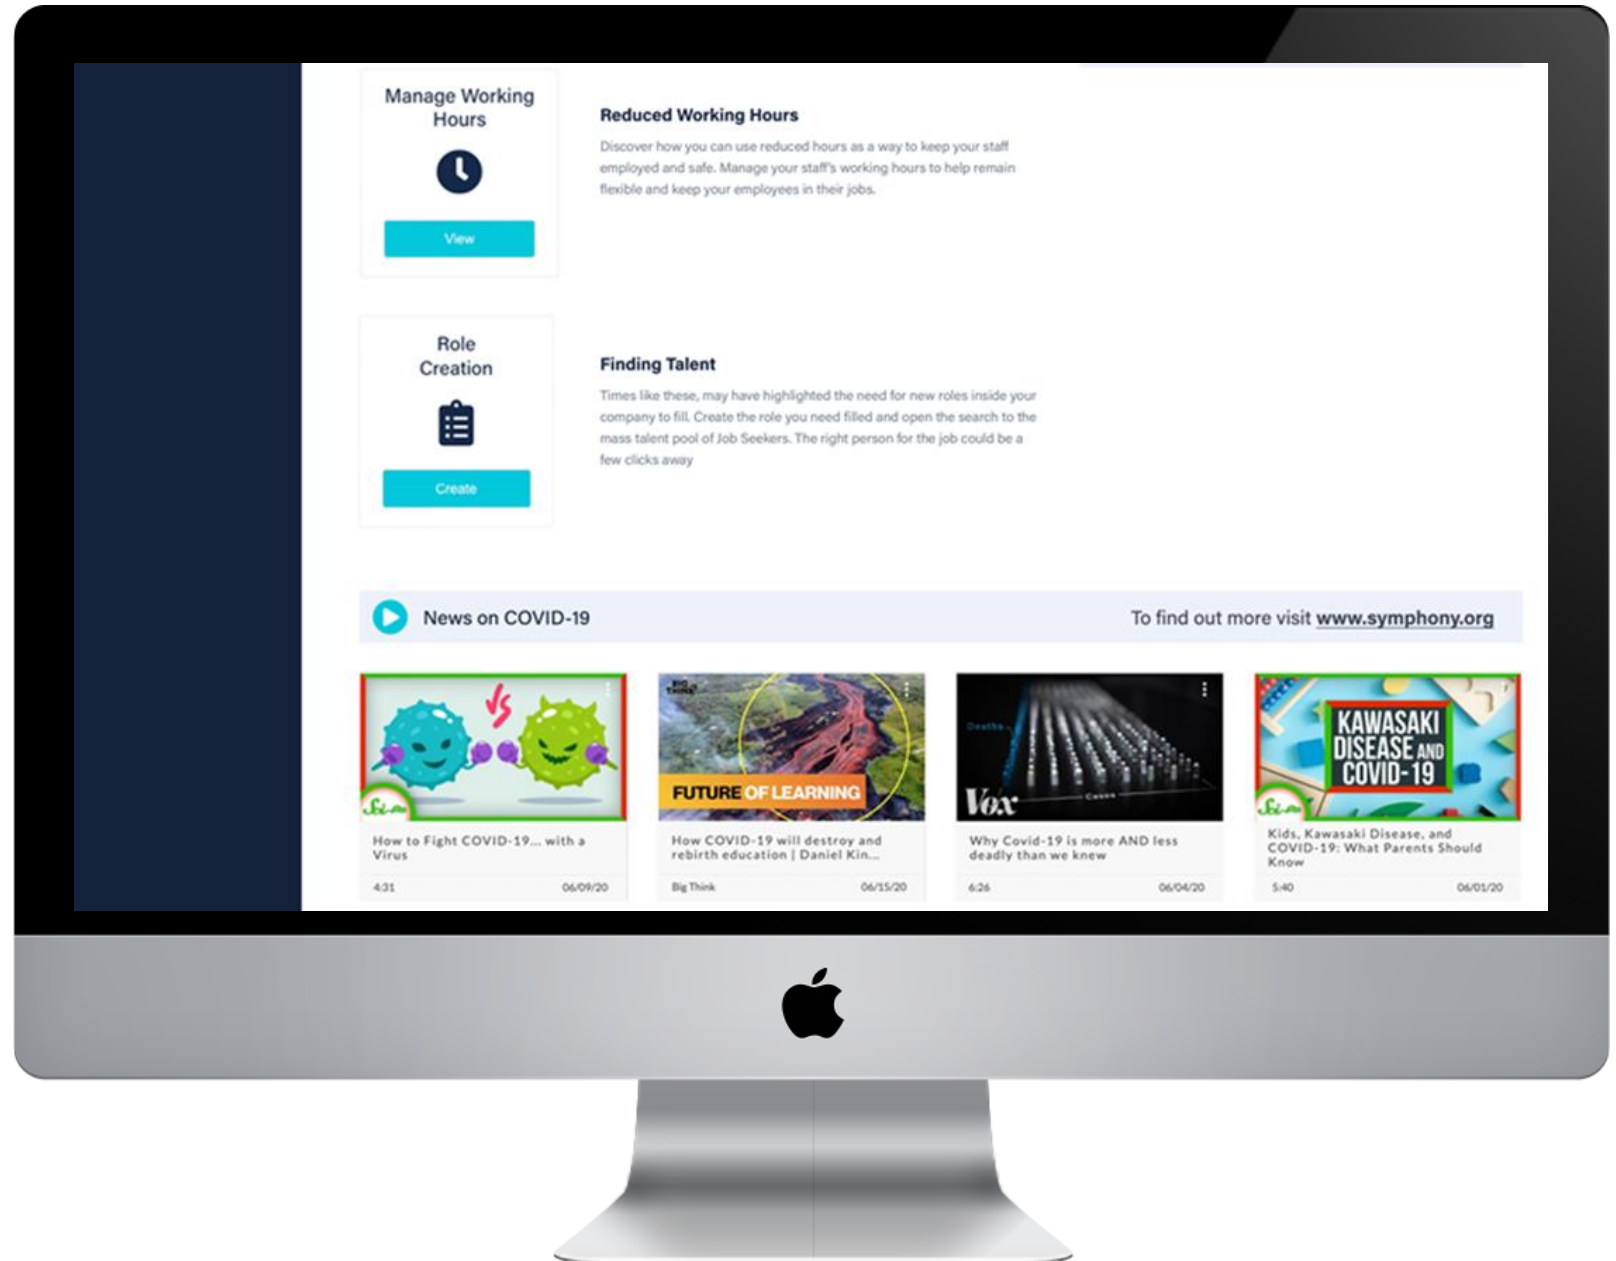 Manage Working
Hours
View
Reduced Working Hours
Discover how you can use reduced hours as a way to keep your staff
employed and safe. Manage your staff's working hours to help remain
flexible and keep your employees in their jobs.
Role
Creation
Create
Finding Talent
Times like these, may have highlighted the need for new roles inside your
company to fill. Create the role you need filled and open the search to the
mass talent pool of Job Seekers. The right person for the job could be a
few clicks away
News on COVID-19
To find out more visit www.symphony.org
VS
Sci
How to Fight COVID-19... with a
Virus
4:31
06/09/20
BIG
THINK
FUTURE OF LEARNING
How COVID-19 will destroy and
rebirth education | Daniel Kin...
Big Think
06/15/20
Deaths
Cases
Vox
Why Covid-19 is more AND less
deadly than we knew
6:26
06/04/20
KAWASAKI
DISEASE AND
COVID-19
Sci
Kids, Kawasaki Disease, and
COVID-19: What Parents Should
Know
5:40
06/01/20